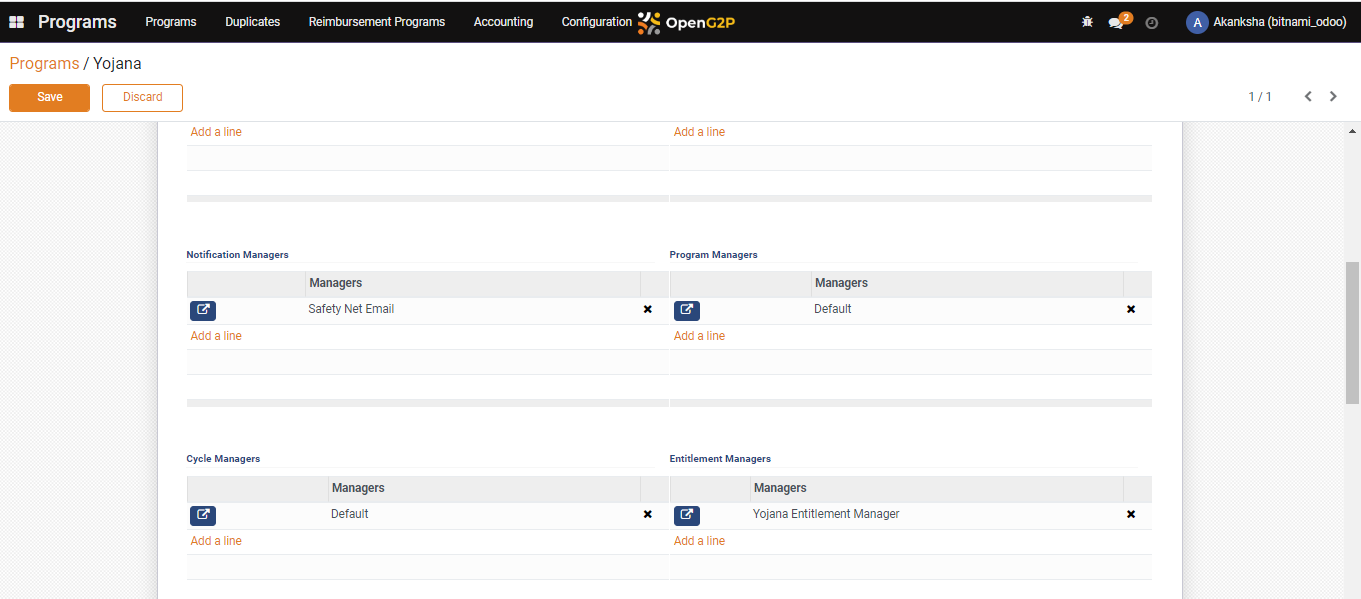 Programs Programs Duplicates Reimbursement Programs Accounting Configuration OpenG2P 2 A Akanksha (bitnami_odoo)
Programs / Yojana
Save Discard 1 / 1
Add a line Add a line
Notification Managers Program Managers
Managers Managers
Safety Net Email Default
Add a line Add a line
Cycle Managers Entitlement Managers
Managers Managers
Default Yojana Entitlement Manager
Add a line Add a line